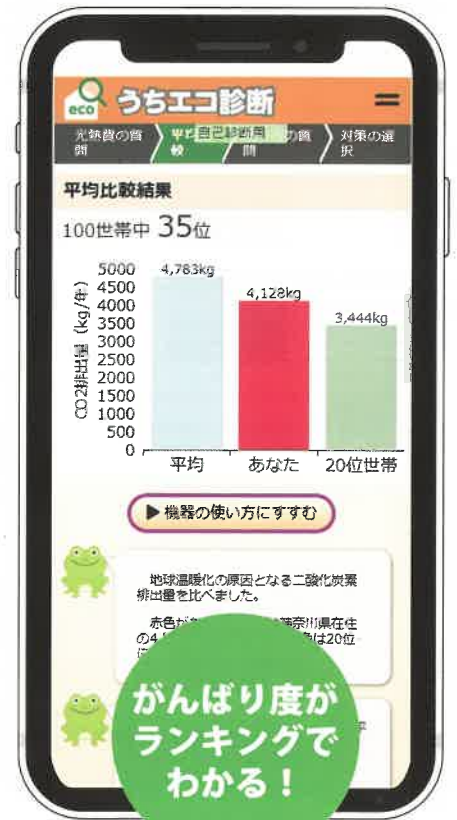 eco うちエコ診断
光熱費の質問
自己診断用
対策の選択
平均比較結果
100世帯中 35位
CO2排出量（kg/年）
5000
4500
4000
3500
3000
2500
2000
1500
1000
500
0
4,783kg
4,128kg
3,444kg
平均 あなた 20位世帯
▶機器の使い方にすすむ
地球温暖化の原因となる二酸化炭素
排出量を比べました。
赤色が
奈川県在住
の4
は20位
がんばり度が
ランキングで
わかる！